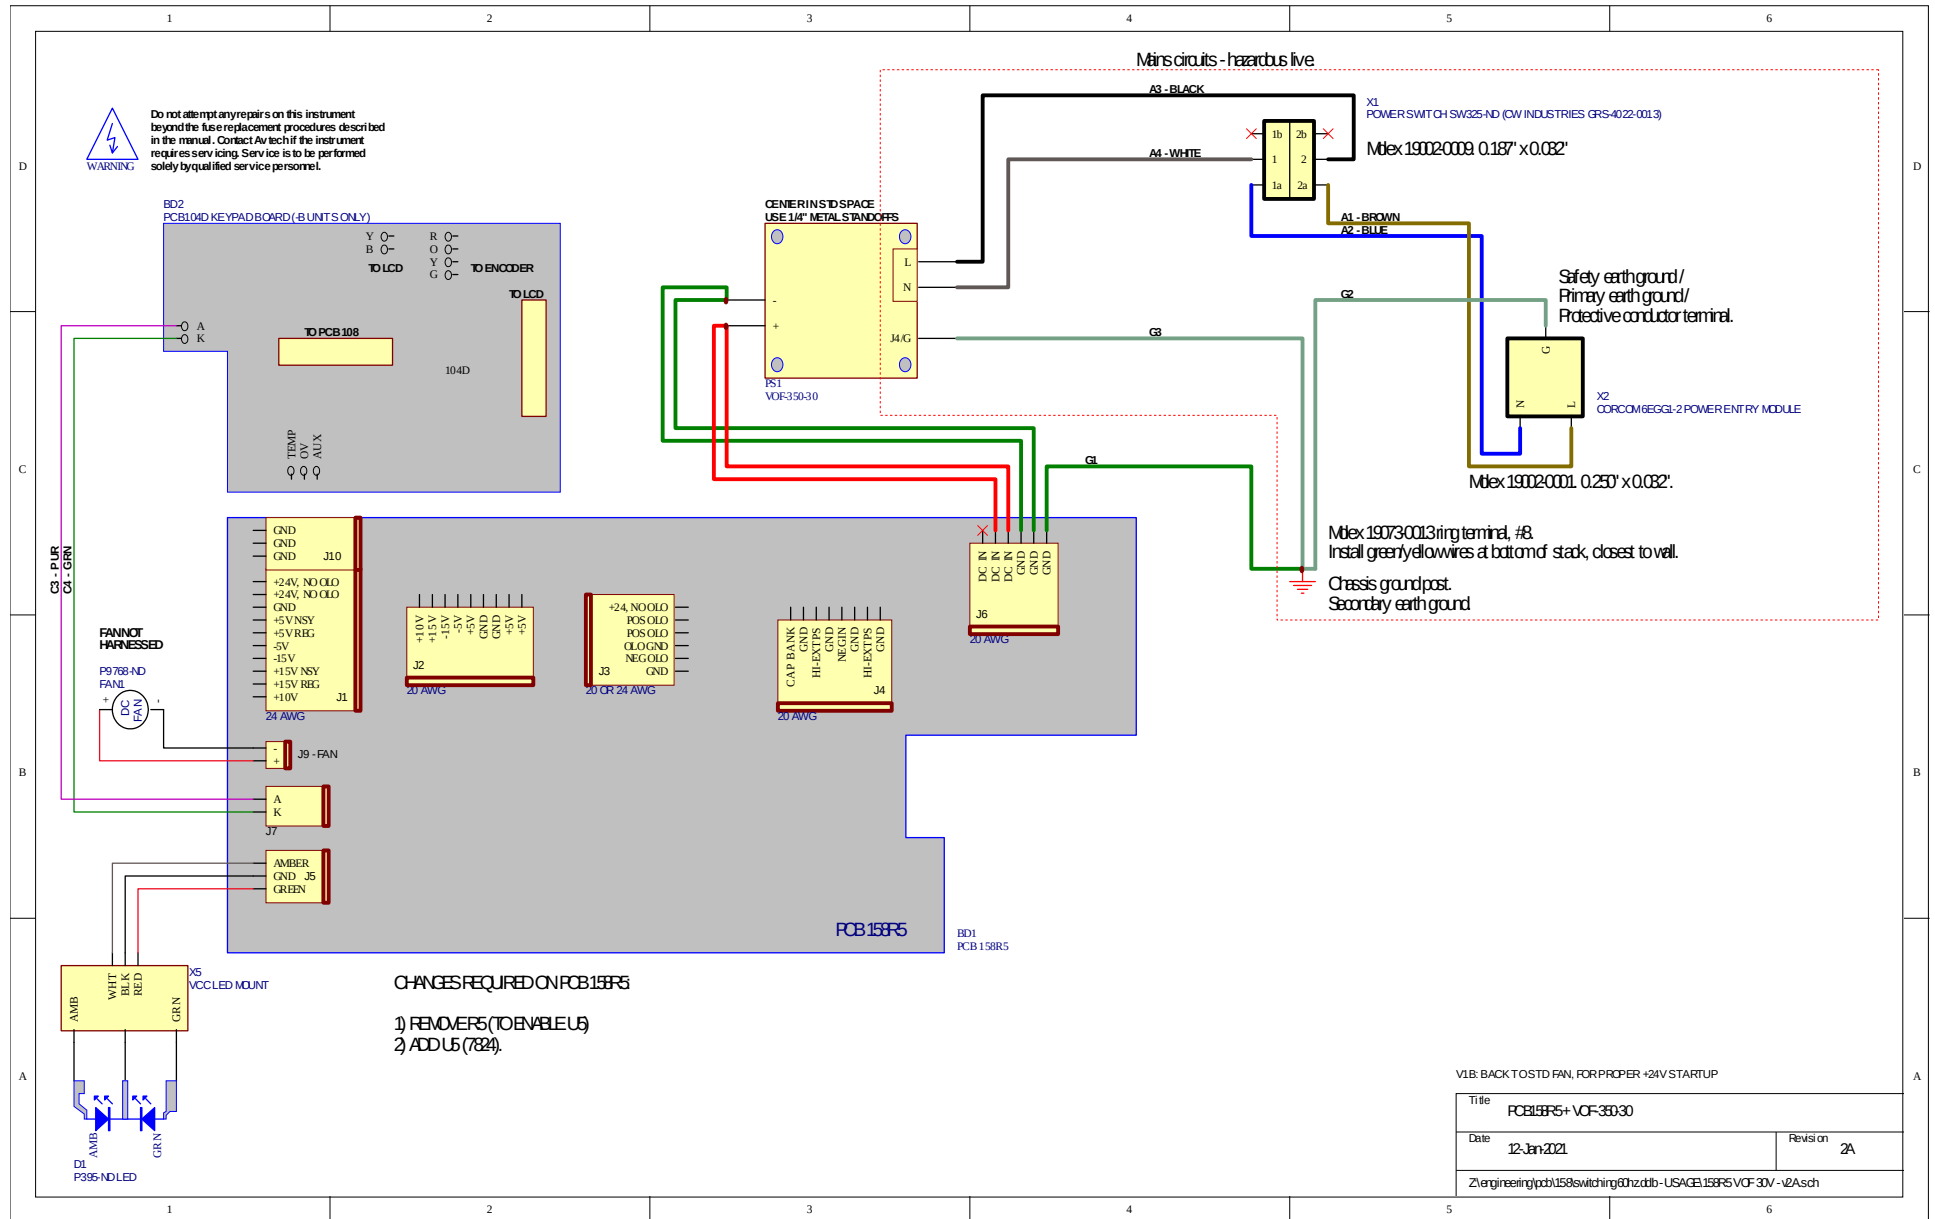 1 2 3 4 5 6
D
C
B
A
D
C
B
A
Mains circuits - hazardous live.
WARNING
Do not attempt any repairs on this instrument
beyond the fuse replacement procedures described
in the manual. Contact Avtech if the instrument
requires servicing. Service is to be performed
solely by qualified service personnel.
A3 - BLACK
A4 - WHITE
A1 - BROWN
A2 - BLUE
1b 2b
1 2
1a 2a
X1
POWER SWITCH SW325-ND (CW INDUSTRIES GRS-4022-0013)
Molex 19002-0009. 0.187" x 0.032"
BD2
PCB104D KEYPAD BOARD (-B UNITS ONLY)
Y
B
TO LCD
R
O
Y
G
TO ENCODER
TO LCD
A
K
TO PCB 108
104D
TEMP
OV
AUX
CENTER IN STD SPACE
USE 1/4" METAL STANDOFFS
L
N
-
+
J4/G
PS1
VOF-350-30
G2
G3
G1
Safety earth ground /
Primary earth ground /
Protective conductor terminal.
G
N
L
X2
CORCOM 6EGG1-2 POWER ENTRY MODULE
Molex 19002-0001. 0.250" x 0.032".
Molex 19073-0013 ring terminal, #8.
Install green/yellow wires at bottom of stack, closest to wall.
Chassis ground post.
Secondary earth ground
C3 - PUR
C4 - GRN
GND
GND
GND
J10
+24V, NO OLO
+24V, NO OLO
GND
+5V NSY
+5V REG
-5V
-15V
+15V NSY
+15V REG
+10V
J1
24 AWG
+10V
+15V
-15V
-5V
+5V
GND
GND
+5V
+5V
J2
20 AWG
+24, NO OLO
POS OLO
POS OLO
OLO GND
NEG OLO
GND
J3
20 OR 24 AWG
CAP BANK
GND
HI-EXT PS
GND
NEG IN
GND
HI-EXT PS
GND
J4
20 AWG
DC IN
DC IN
DC IN
GND
GND
GND
J6
20 AWG
FAN NOT
HARNESSED
P9768-ND
FAN1
+ -
DC
FAN
-
+
J9 - FAN
A
K
J7
AMBER
GND
GREEN
J5
PCB 158R5
BD1
PCB 158R5
X5
VCC LED MOUNT
AMB
WHT
BLK
RED
GRN
AMB
GRN
D1
P395-ND LED
CHANGES REQUIRED ON PCB 158R5:
1) REMOVE R5 (TO ENABLE U5)
2) ADD U5 (7824).
V1B: BACK TO STD FAN, FOR PROPER +24V STARTUP
Title
PCB158R5 + VOF-350-30
Date
12-Jan-2021
Revision
2A
Z:\engineering\pcb\158\switching60hz.ddb - USAGE\158R5 VOF 30V - v2A.sch
1 2 3 4 5 6